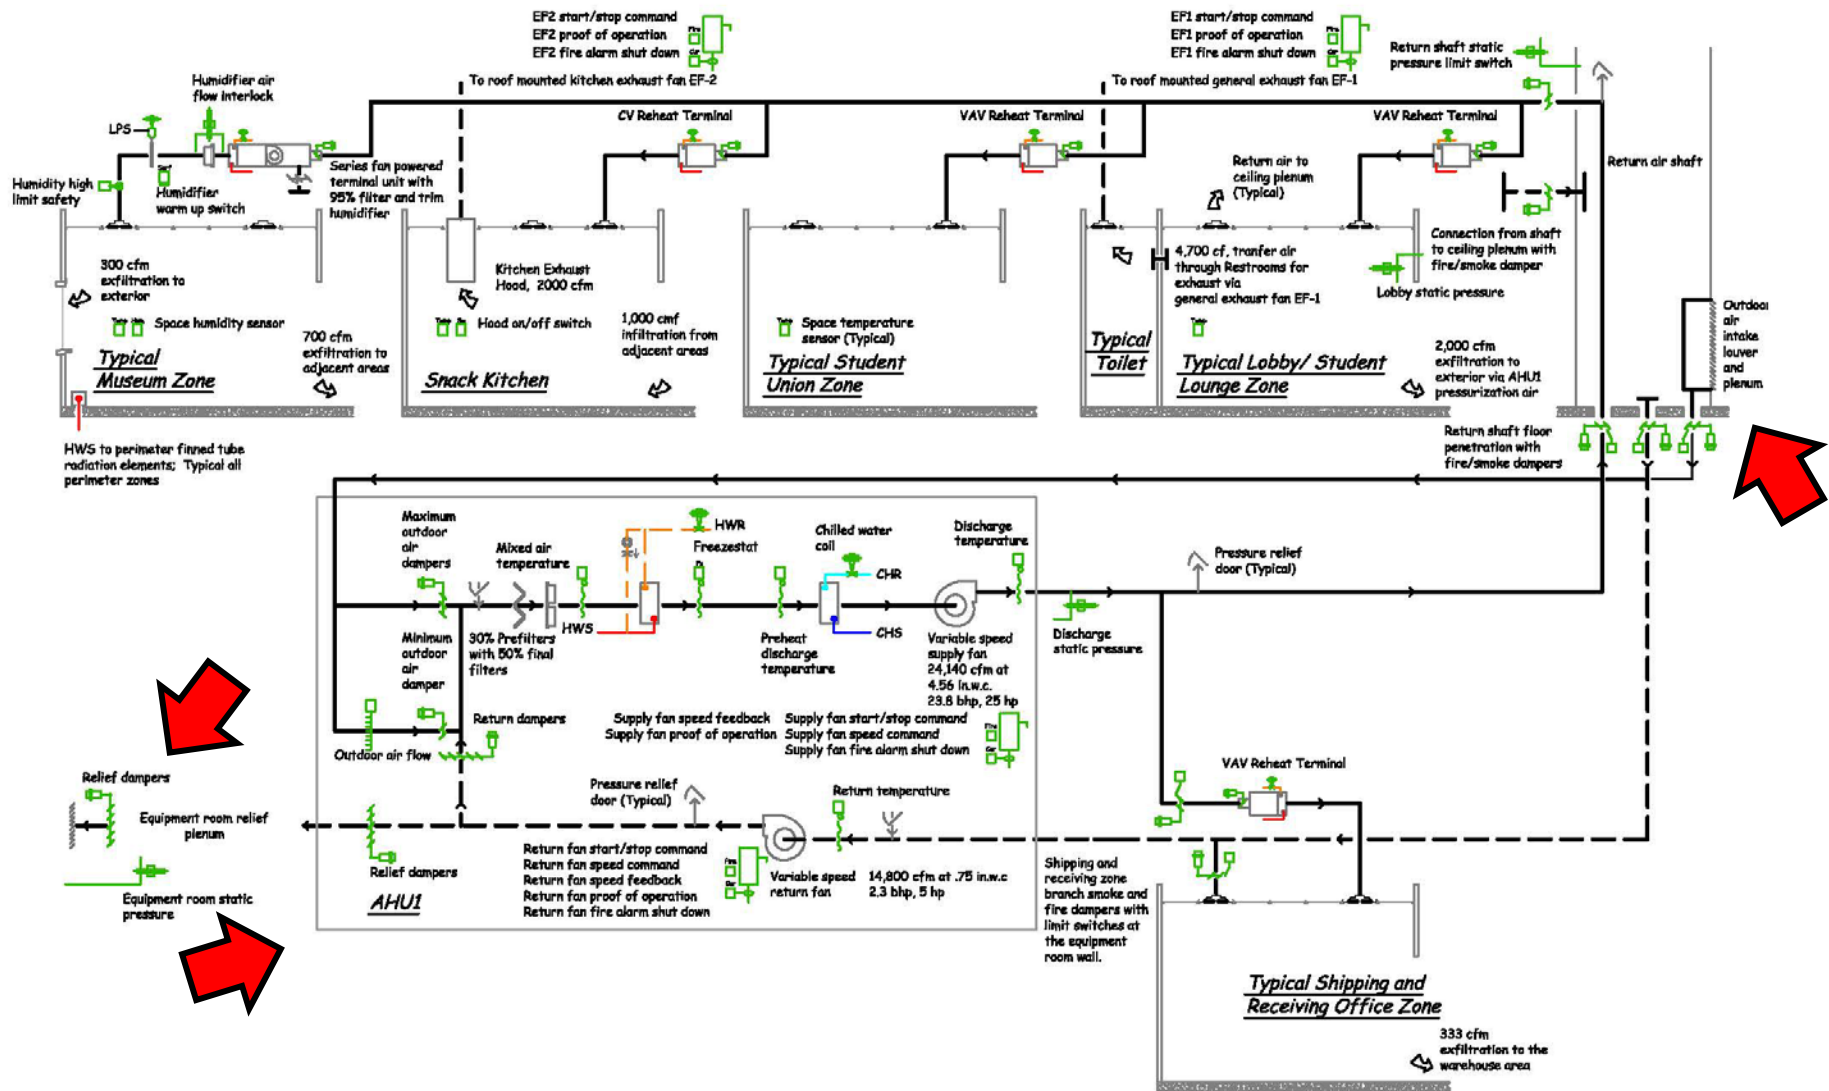 EF2 start/stop command
EF2 proof of operation
EF2 fire alarm shut down
To roof mounted kitchen exhaust fan EF-2
EF1 start/stop command
EF1 proof of operation
EF1 fire alarm shut down
To roof mounted general exhaust fan EF-1
Return shaft static
pressure limit switch
Humidifier air
flow interlock
LPS
Humidity high
limit safety
Humidifier
warm up switch
Series fan powered
terminal unit with
95% filter and trim
humidifier
CV Reheat Terminal
VAV Reheat Terminal
VAV Reheat Terminal
Return air to
ceiling plenum
(Typical)
Return air shaft
300 cfm
exfiltration to
exterior
Space humidity sensor
700 cfm
exfiltration to
adjacent areas
Typical
Museum Zone
Kitchen Exhaust
Hood, 2000 cfm
Hood on/off switch
1,000 cmf
infiltration from
adjacent areas
Snack Kitchen
Space temperature
sensor (Typical)
Typical Student
Union Zone
4,700 cf, tranfer air
through Restrooms for
exhaust via
general exhaust fan EF-1
Typical
Toilet
Connection from shaft
to ceiling plenum with
fire/smoke damper
Lobby static pressure
Typical Lobby/ Student
Lounge Zone
2,000 cfm
exfiltration to
exterior via AHU1
pressurization air
Outdoor
air
intake
louver
and
plenum
HWS to perimeter finned tube
radiation elements; Typical all
perimeter zones
Return shaft floor
penetration with
fire/smoke dampers
Maximum
outdoor
air
dampers
Mixed air
temperature
HWR
Freezestat
Chilled water
coil
CHR
Discharge
temperature
Pressure relief
door (Typical)
HWS
CHS
Minimum
outdoor
air
damper
30% Prefilters
with 50% final
filters
Preheat
discharge
temperature
Variable speed
supply fan
24,140 cfm at
4.56 in.w.c.
23.8 bhp, 25 hp
Discharge
static pressure
Return dampers
Outdoor air flow
Supply fan speed feedback
Supply fan proof of operation
Supply fan start/stop command
Supply fan speed command
Supply fan fire alarm shut down
VAV Reheat Terminal
Relief dampers
Equipment room relief
plenum
Pressure relief
door (Typical)
Return temperature
Equipment room static
pressure
Relief dampers
AHU1
Return fan start/stop command
Return fan speed command
Return fan speed feedback
Return fan proof of operation
Return fan fire alarm shut down
Variable speed
return fan
14,800 cfm at .75 in.w.c
2.3 bhp, 5 hp
Shipping and
receiving zone
branch smoke and
fire dampers with
limit switches at
the equipment
room wall.
Typical Shipping and
Receiving Office Zone
333 cfm
exfiltration to the
warehouse area